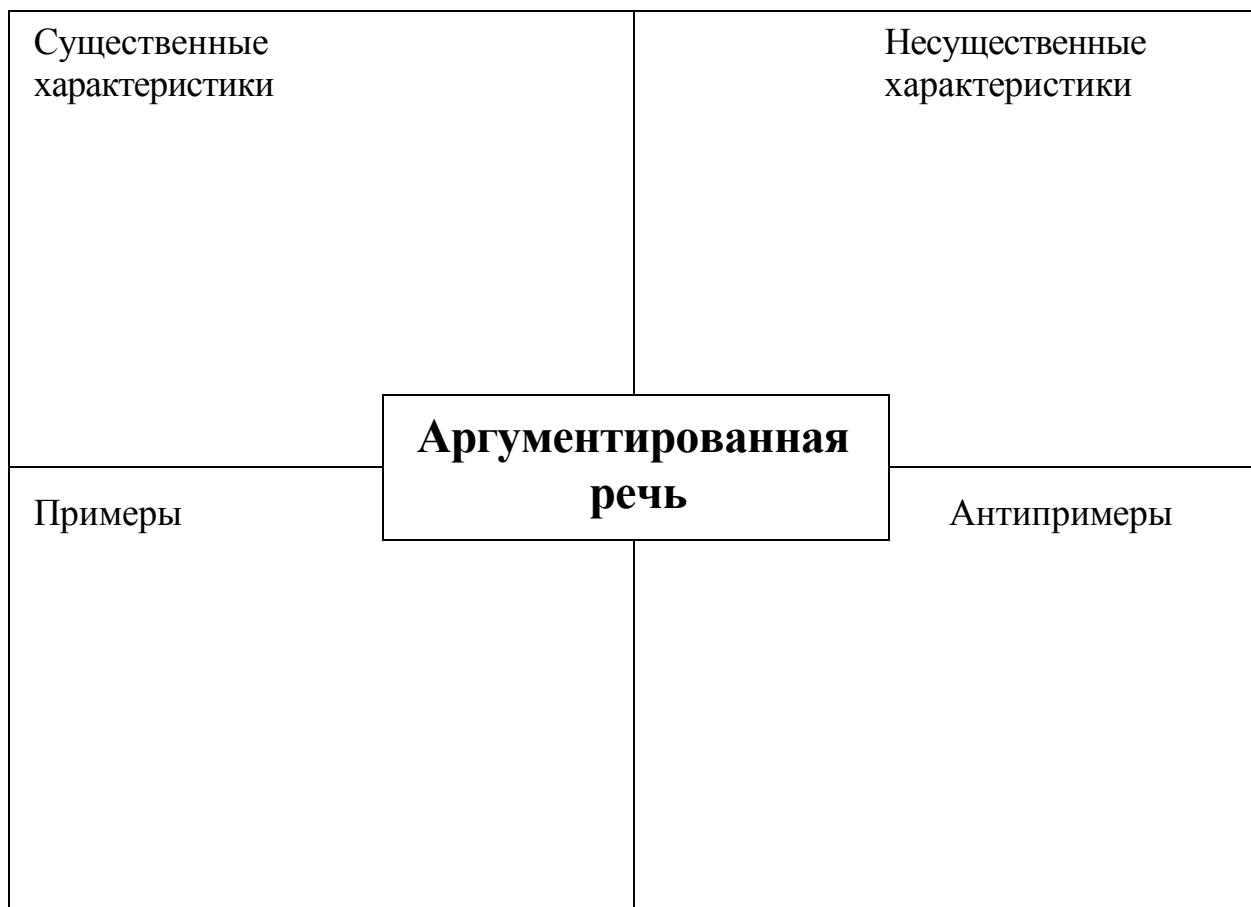 Существенные
характеристики
Несущественные
характеристики
Аргументированная
речь
Примеры
Антипримеры